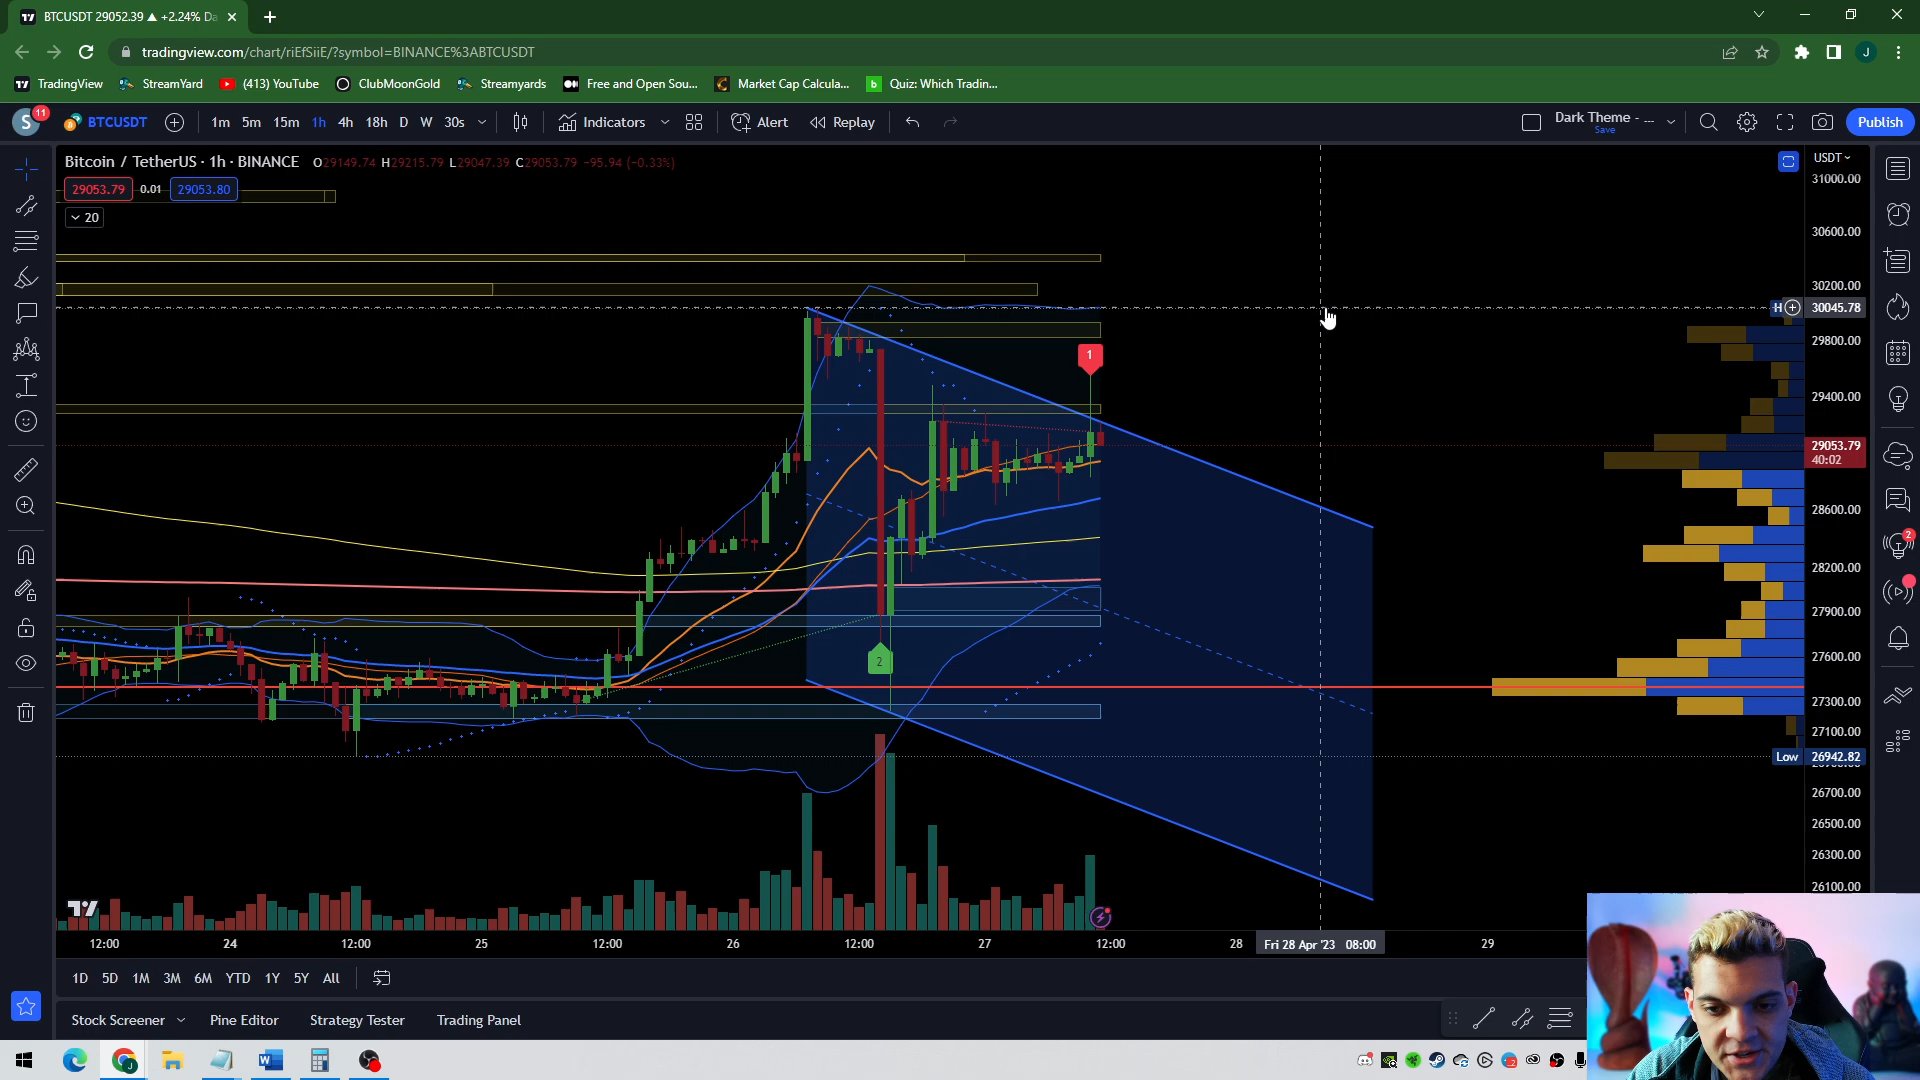 BTCUSDT 29052.39 ▲ +2.24% Da
tradingview.com/chart/riEfSiiE/?symbol=BINANCE%3ABTCUSDT
J
TradingView StreamYard (413) YouTube ClubMoonGold Streamyards Free and Open Sou... Market Cap Calcula... b Quiz: Which Tradin...
S 11 BTCUSDT 1m 5m 15m 1h 4h 18h D W 30s Indicators Alert Replay Dark Theme - ... Save Publish
Bitcoin / TetherUS · 1h · BINANCE O29149.74 H29215.79 L29047.39 C29053.79 −95.94 (−0.33%)
USDT
29053.79 0.01 29053.80
20
31000.00
30600.00
30200.00
H 30045.78
29800.00
1
29400.00
29053.79
40:02
28600.00
2
28200.00
27900.00
2
27600.00
27300.00
27100.00
Low 26942.82
26700.00
26500.00
26300.00
26100.00
12:00 24 12:00 25 12:00 26 12:00 27 12:00 28 Fri 28 Apr '23 08:00 29
1D 5D 1M 3M 6M YTD 1Y 5Y All
Stock Screener Pine Editor Strategy Tester Trading Panel